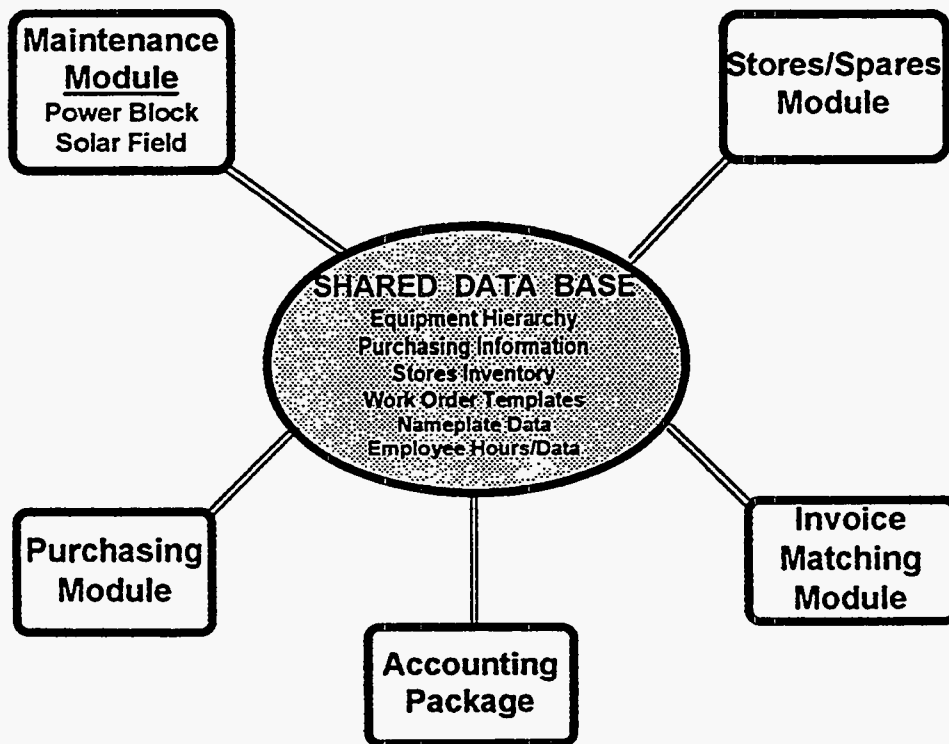 Maintenance
Module
Power Block
Solar Field
Stores/Spares
Module
SHARED DATA BASE
Equipment Hierarchy
Purchasing Information
Stores Inventory
Work Order Templates
Nameplate Data
Employee Hours/Data
Purchasing
Module
Invoice
Matching
Module
Accounting
Package